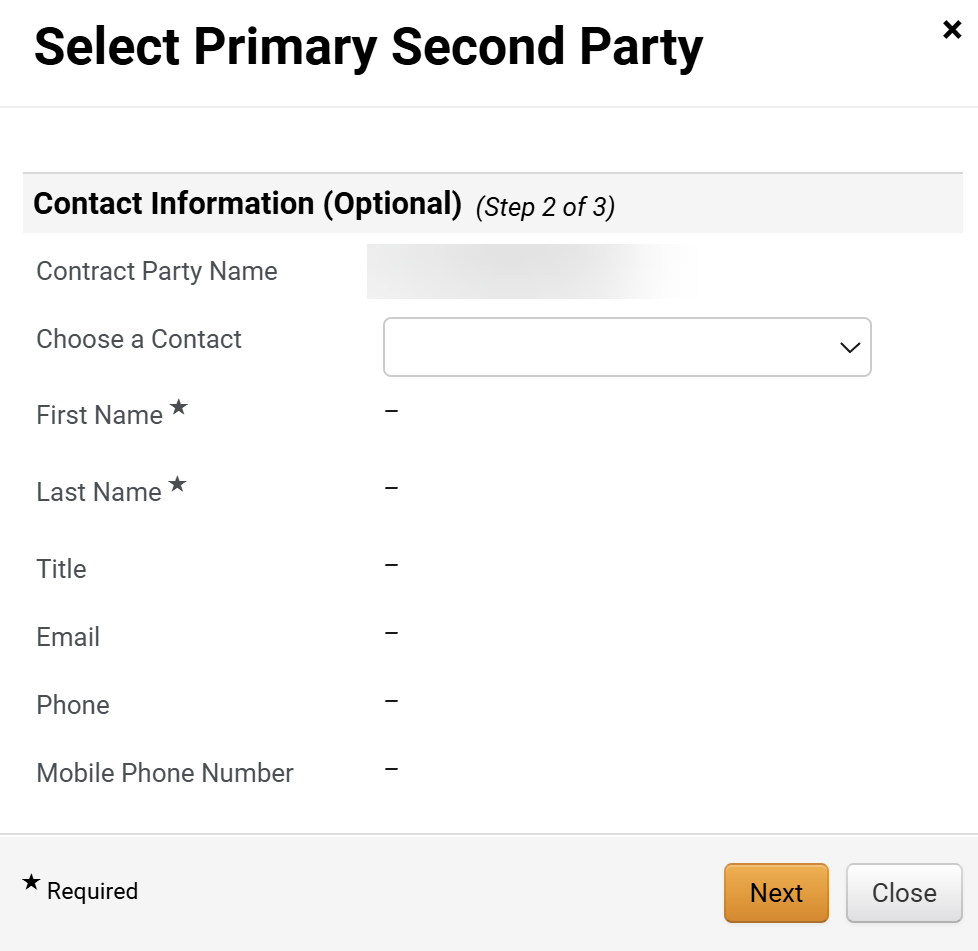 Select Primary Second Party
×
Contact Information (Optional) (Step 2 of 3)
Contract Party Name
Choose a Contact
First Name ★ –
Last Name ★ –
Title –
Email –
Phone –
Mobile Phone Number –
★ Required
Next Close